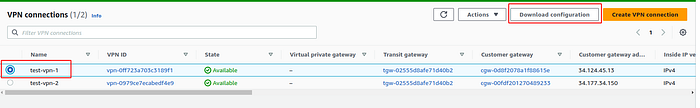 VPN connections (1/2) Info
Actions
Download configuration
Create VPN connection
Filter VPN connections
1
Name VPN ID State Virtual private gateway Transit gateway Customer gateway Customer gateway ad... Inside IP ve
test-vpn-1 vpn-0ff723a703c3189f1 Available – tgw-02555d8afe71d40b2 cgw-0d8f2078a1f88615e 34.124.45.13 IPv4
test-vpn-2 vpn-0979ce7ecabedf4e9 Available – tgw-02555d8afe71d40b2 cgw-00fdf201270489233 34.177.34.150 IPv4